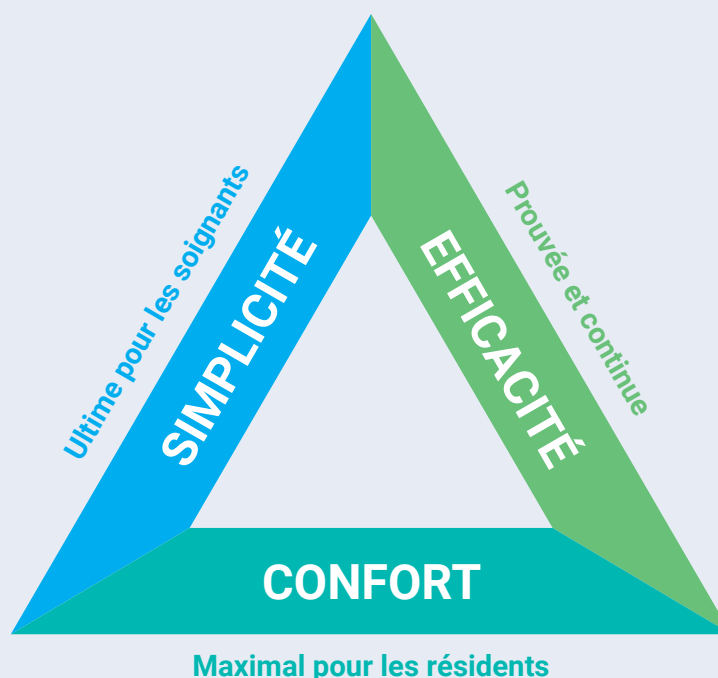 Ultime pour les soignants
SIMPLICITÉ
EFFICACITÉ
Prouvée et continue
CONFORT
Maximal pour les résidents